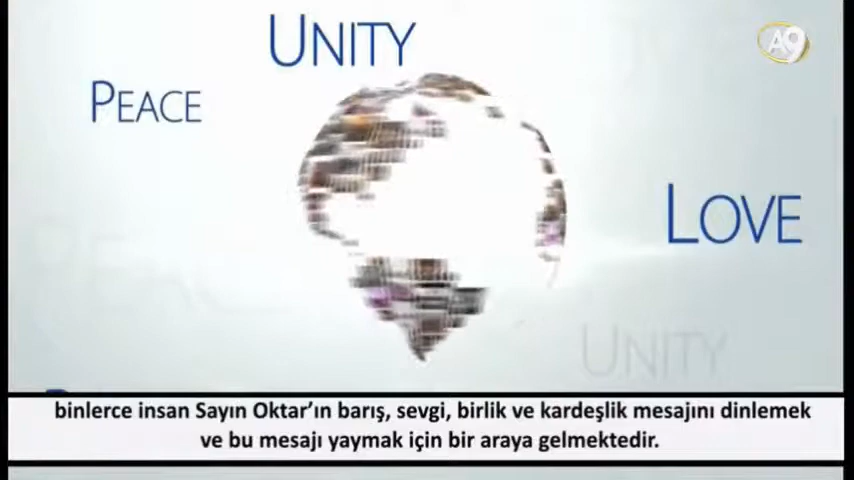 UNITY
A9
PEACE
LOVE
UNITY
binlerce insan Sayın Oktar’ın barış, sevgi, birlik ve kardeşlik mesajını dinlemek
ve bu mesajı yaymak için bir araya gelmektedir.